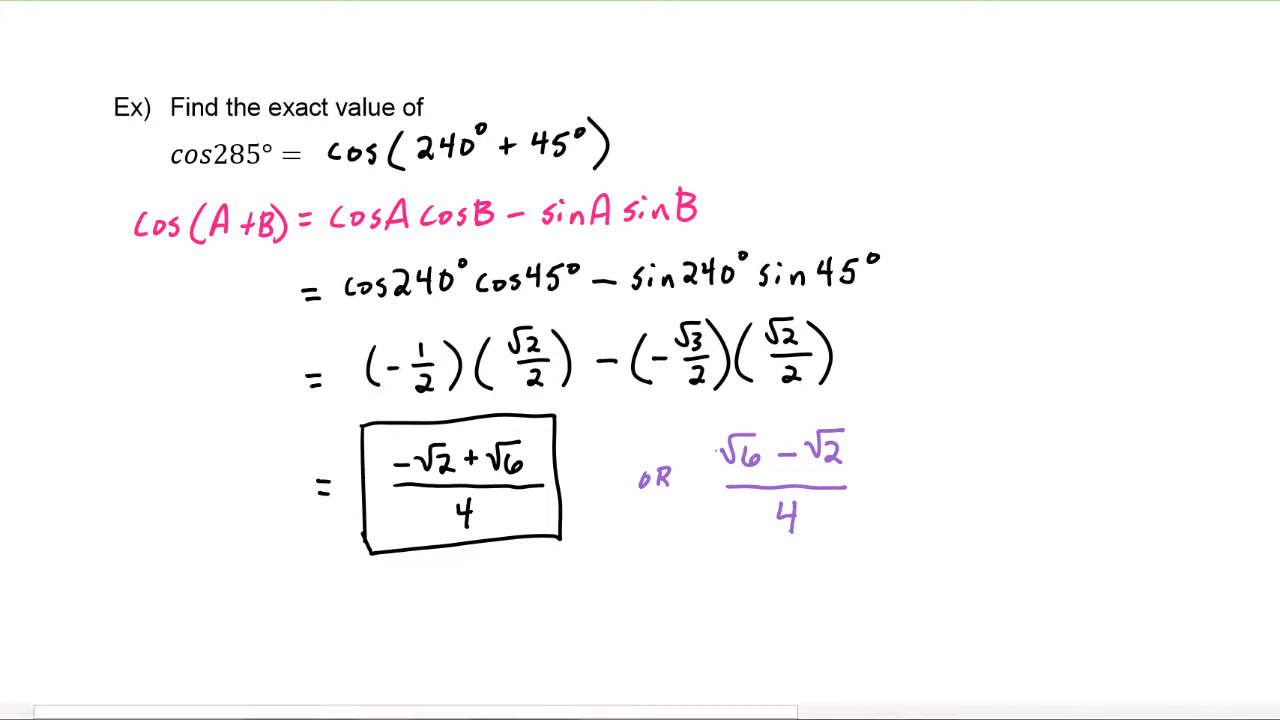 Ex) Find the exact value of
cos285° = cos(240° + 45°)
cos(A+B) = cosA cosB - sinA sinB
= cos240° cos45° - sin240° sin45°
= (-1/2)(√2/2) - (-√3/2)(√2/2)
= (-√2 + √6)/4 OR (√6 - √2)/4